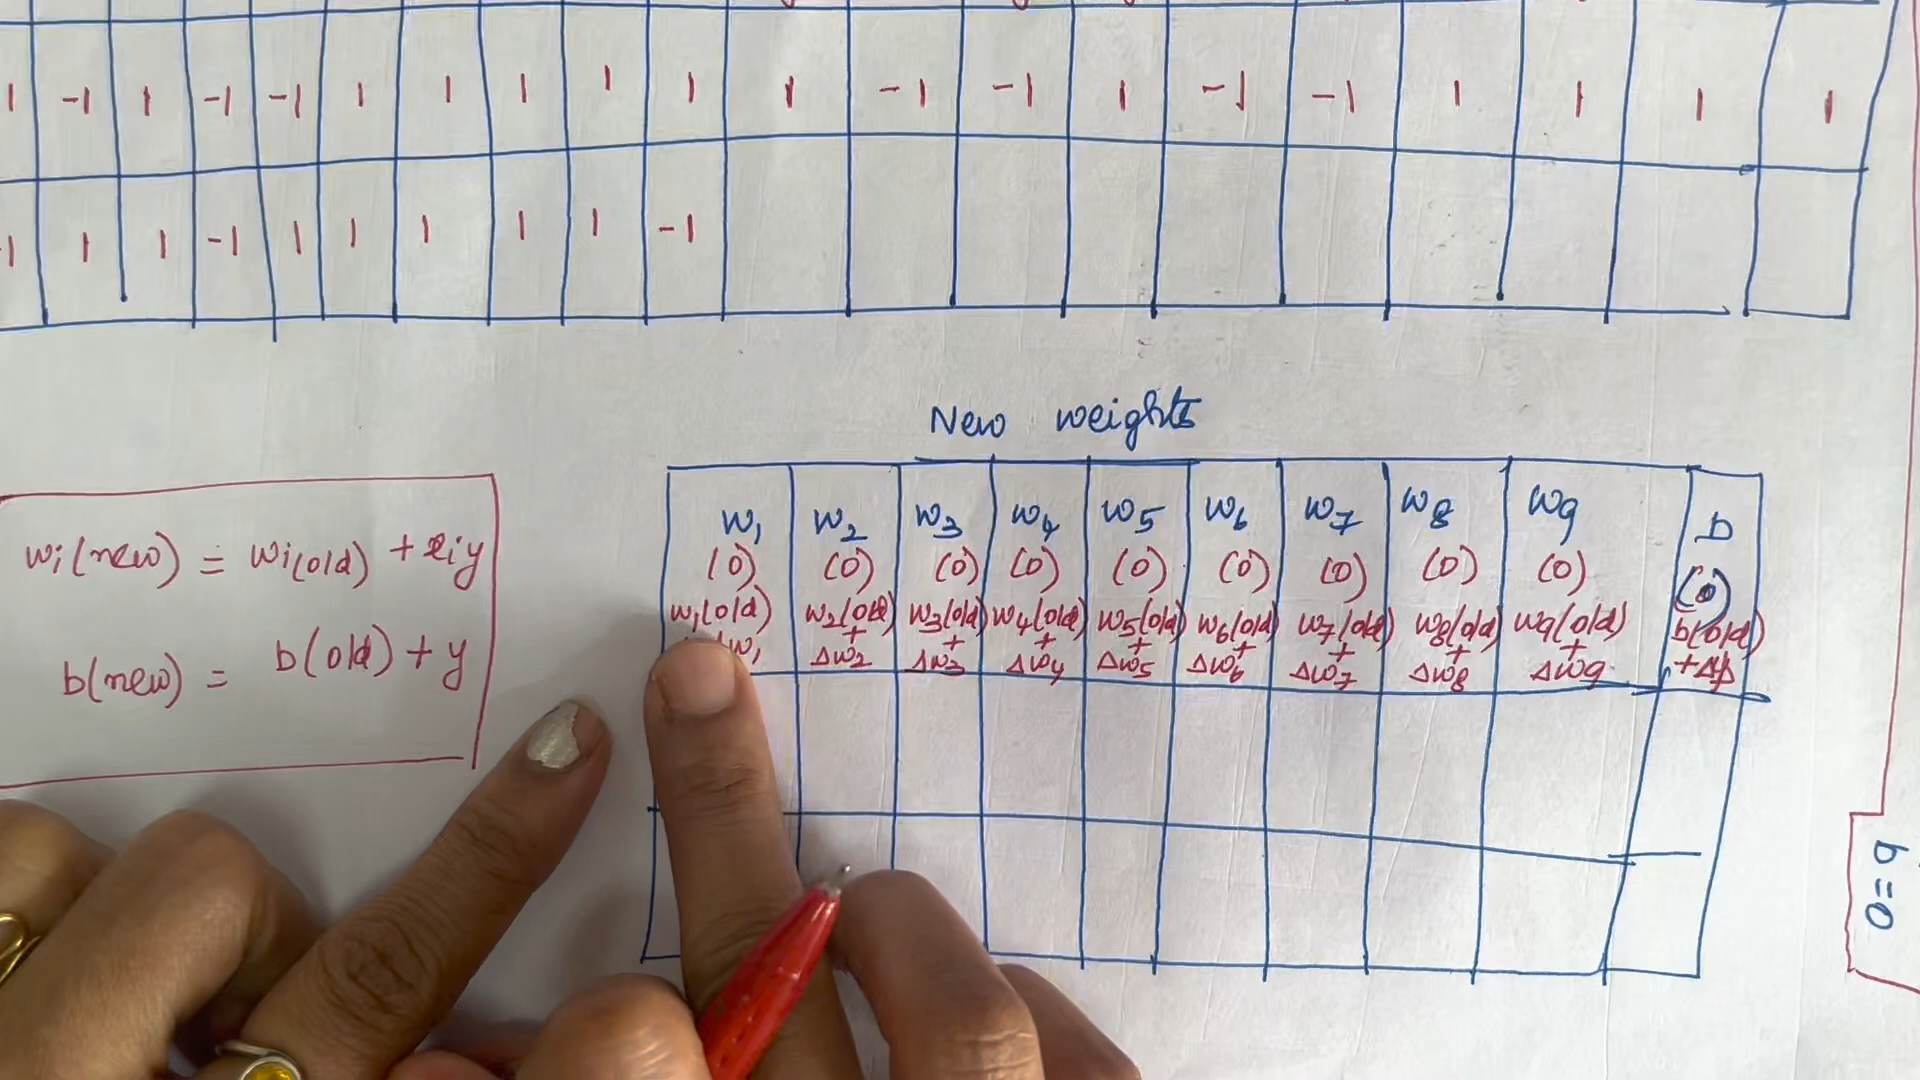 1 -1 1 -1 -1 1 1 1 1 1 1 -1 -1 1 -1 -1 1 1 1 1
-1 1 1 -1 1 1 1 1 1 -1
New weights
wi(new) = wi(old) + xiy
b(new) = b(old) + y
w1 w2 w3 w4 w5 w6 w7 w8 w9 b
(0) (0) (0) (0) (0) (0) (0) (0) (0) (0)
w1(old) w2(old) w3(old) w4(old) w5(old) w6(old) w7(old) w8(old) w9(old) b(old)
+ + + + + + + +
Δw1 Δw2 Δw3 Δw4 Δw5 Δw6 Δw7 Δw8 Δw9 +Δb
b=0